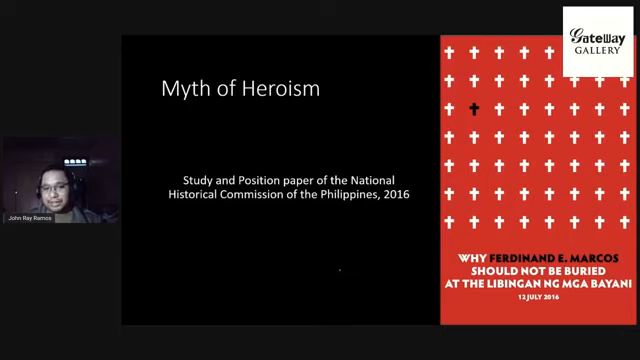 GateWay
GALLERY
Myth of Heroism
Study and Position paper of the National
Historical Commission of the Philippines, 2016
John Ray Ramos
WHY FERDINAND E. MARCOS
SHOULD NOT BE BURIED
AT THE LIBINGAN NG MGA BAYANI
12 JULY 2016